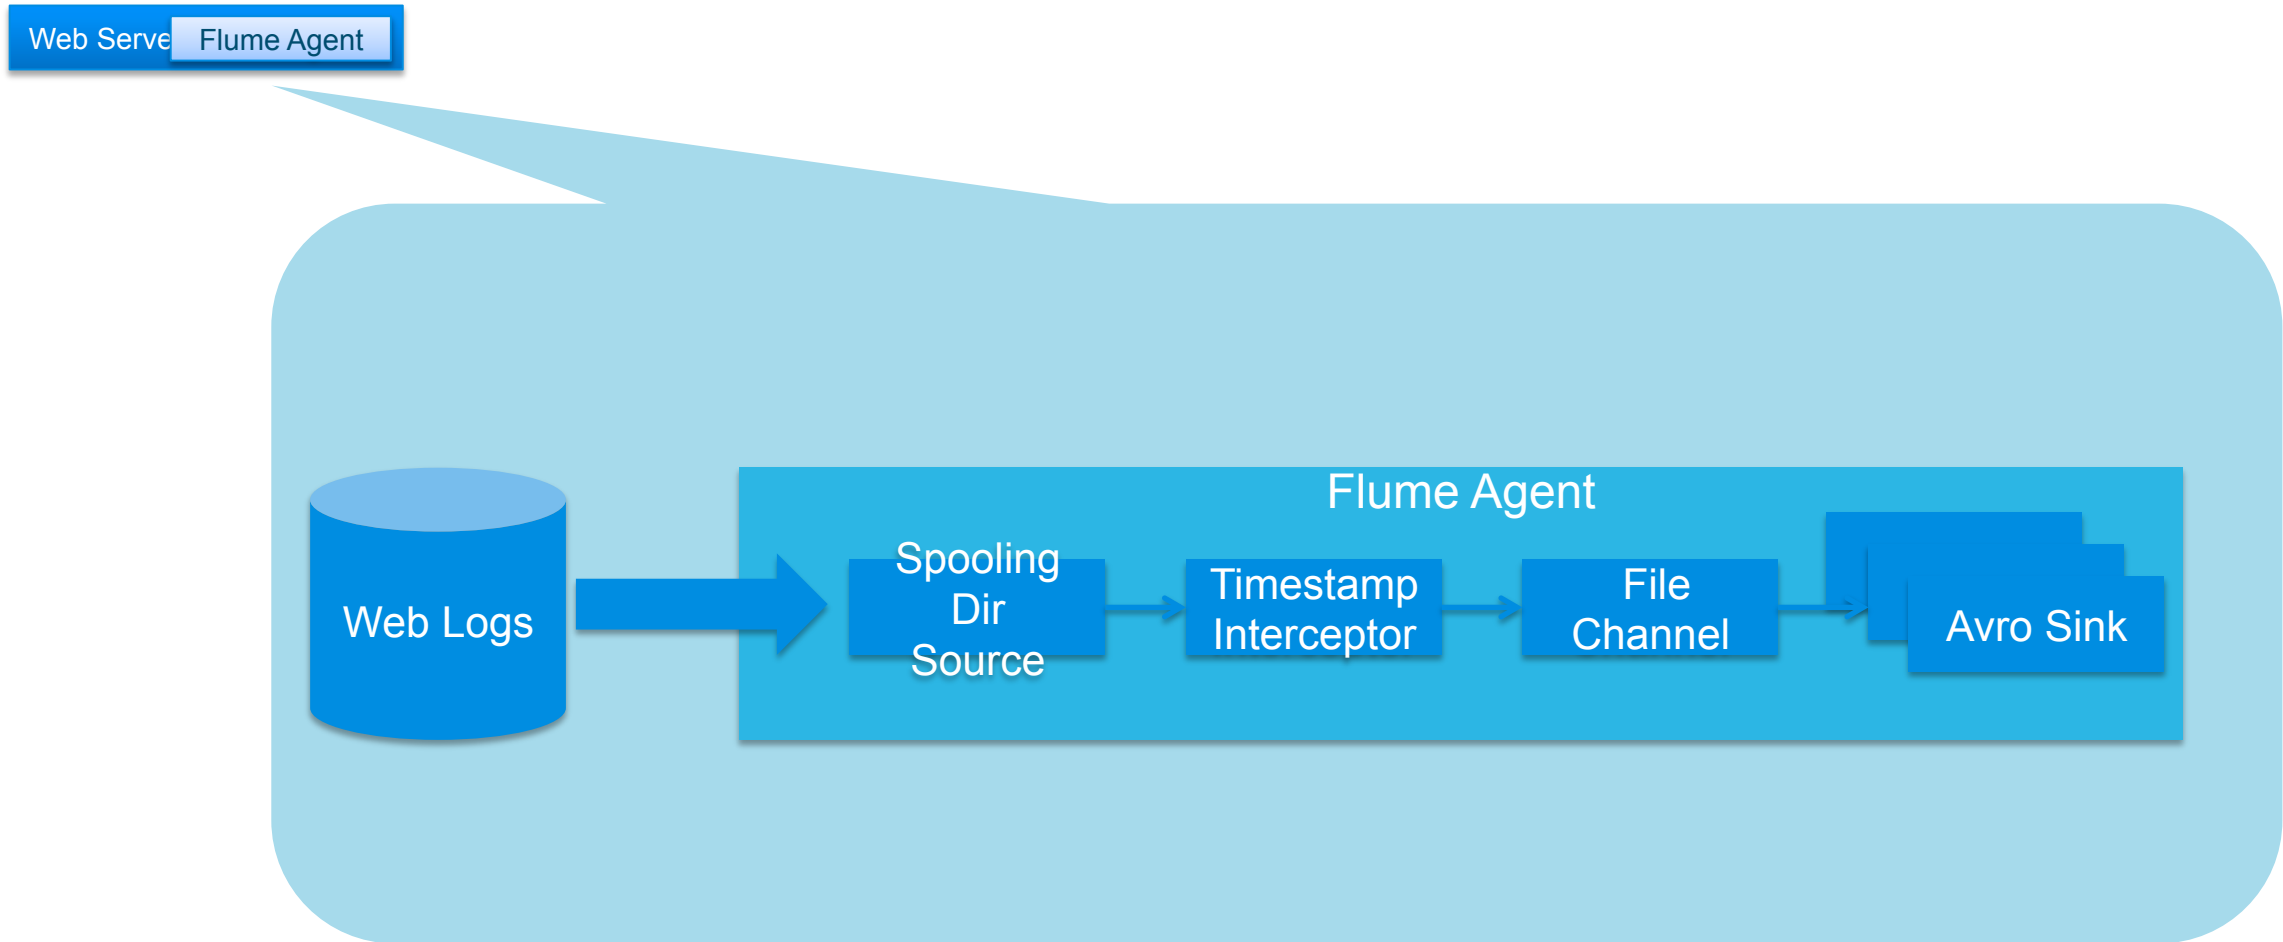 Web Serve
Flume Agent
Flume Agent
Web Logs
Spooling
Dir
Source
Timestamp
Interceptor
File
Channel
Avro Sink